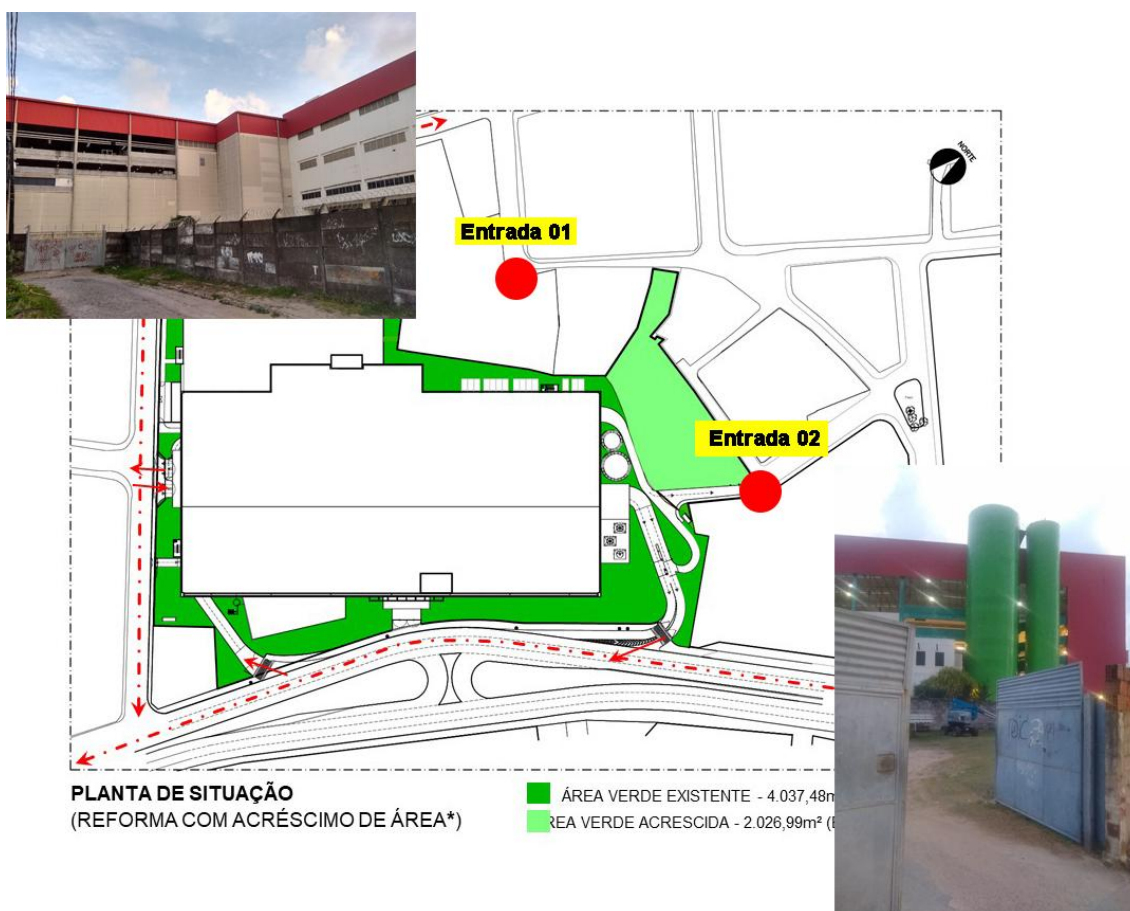 Entrada 01
NORTE
Entrada 02
PLANTA DE SITUAÇÃO
(REFORMA COM ACRÉSCIMO DE ÁREA*)
ÁREA VERDE EXISTENTE - 4.037,48m
REA VERDE ACRESCIDA - 2.026,99m² (